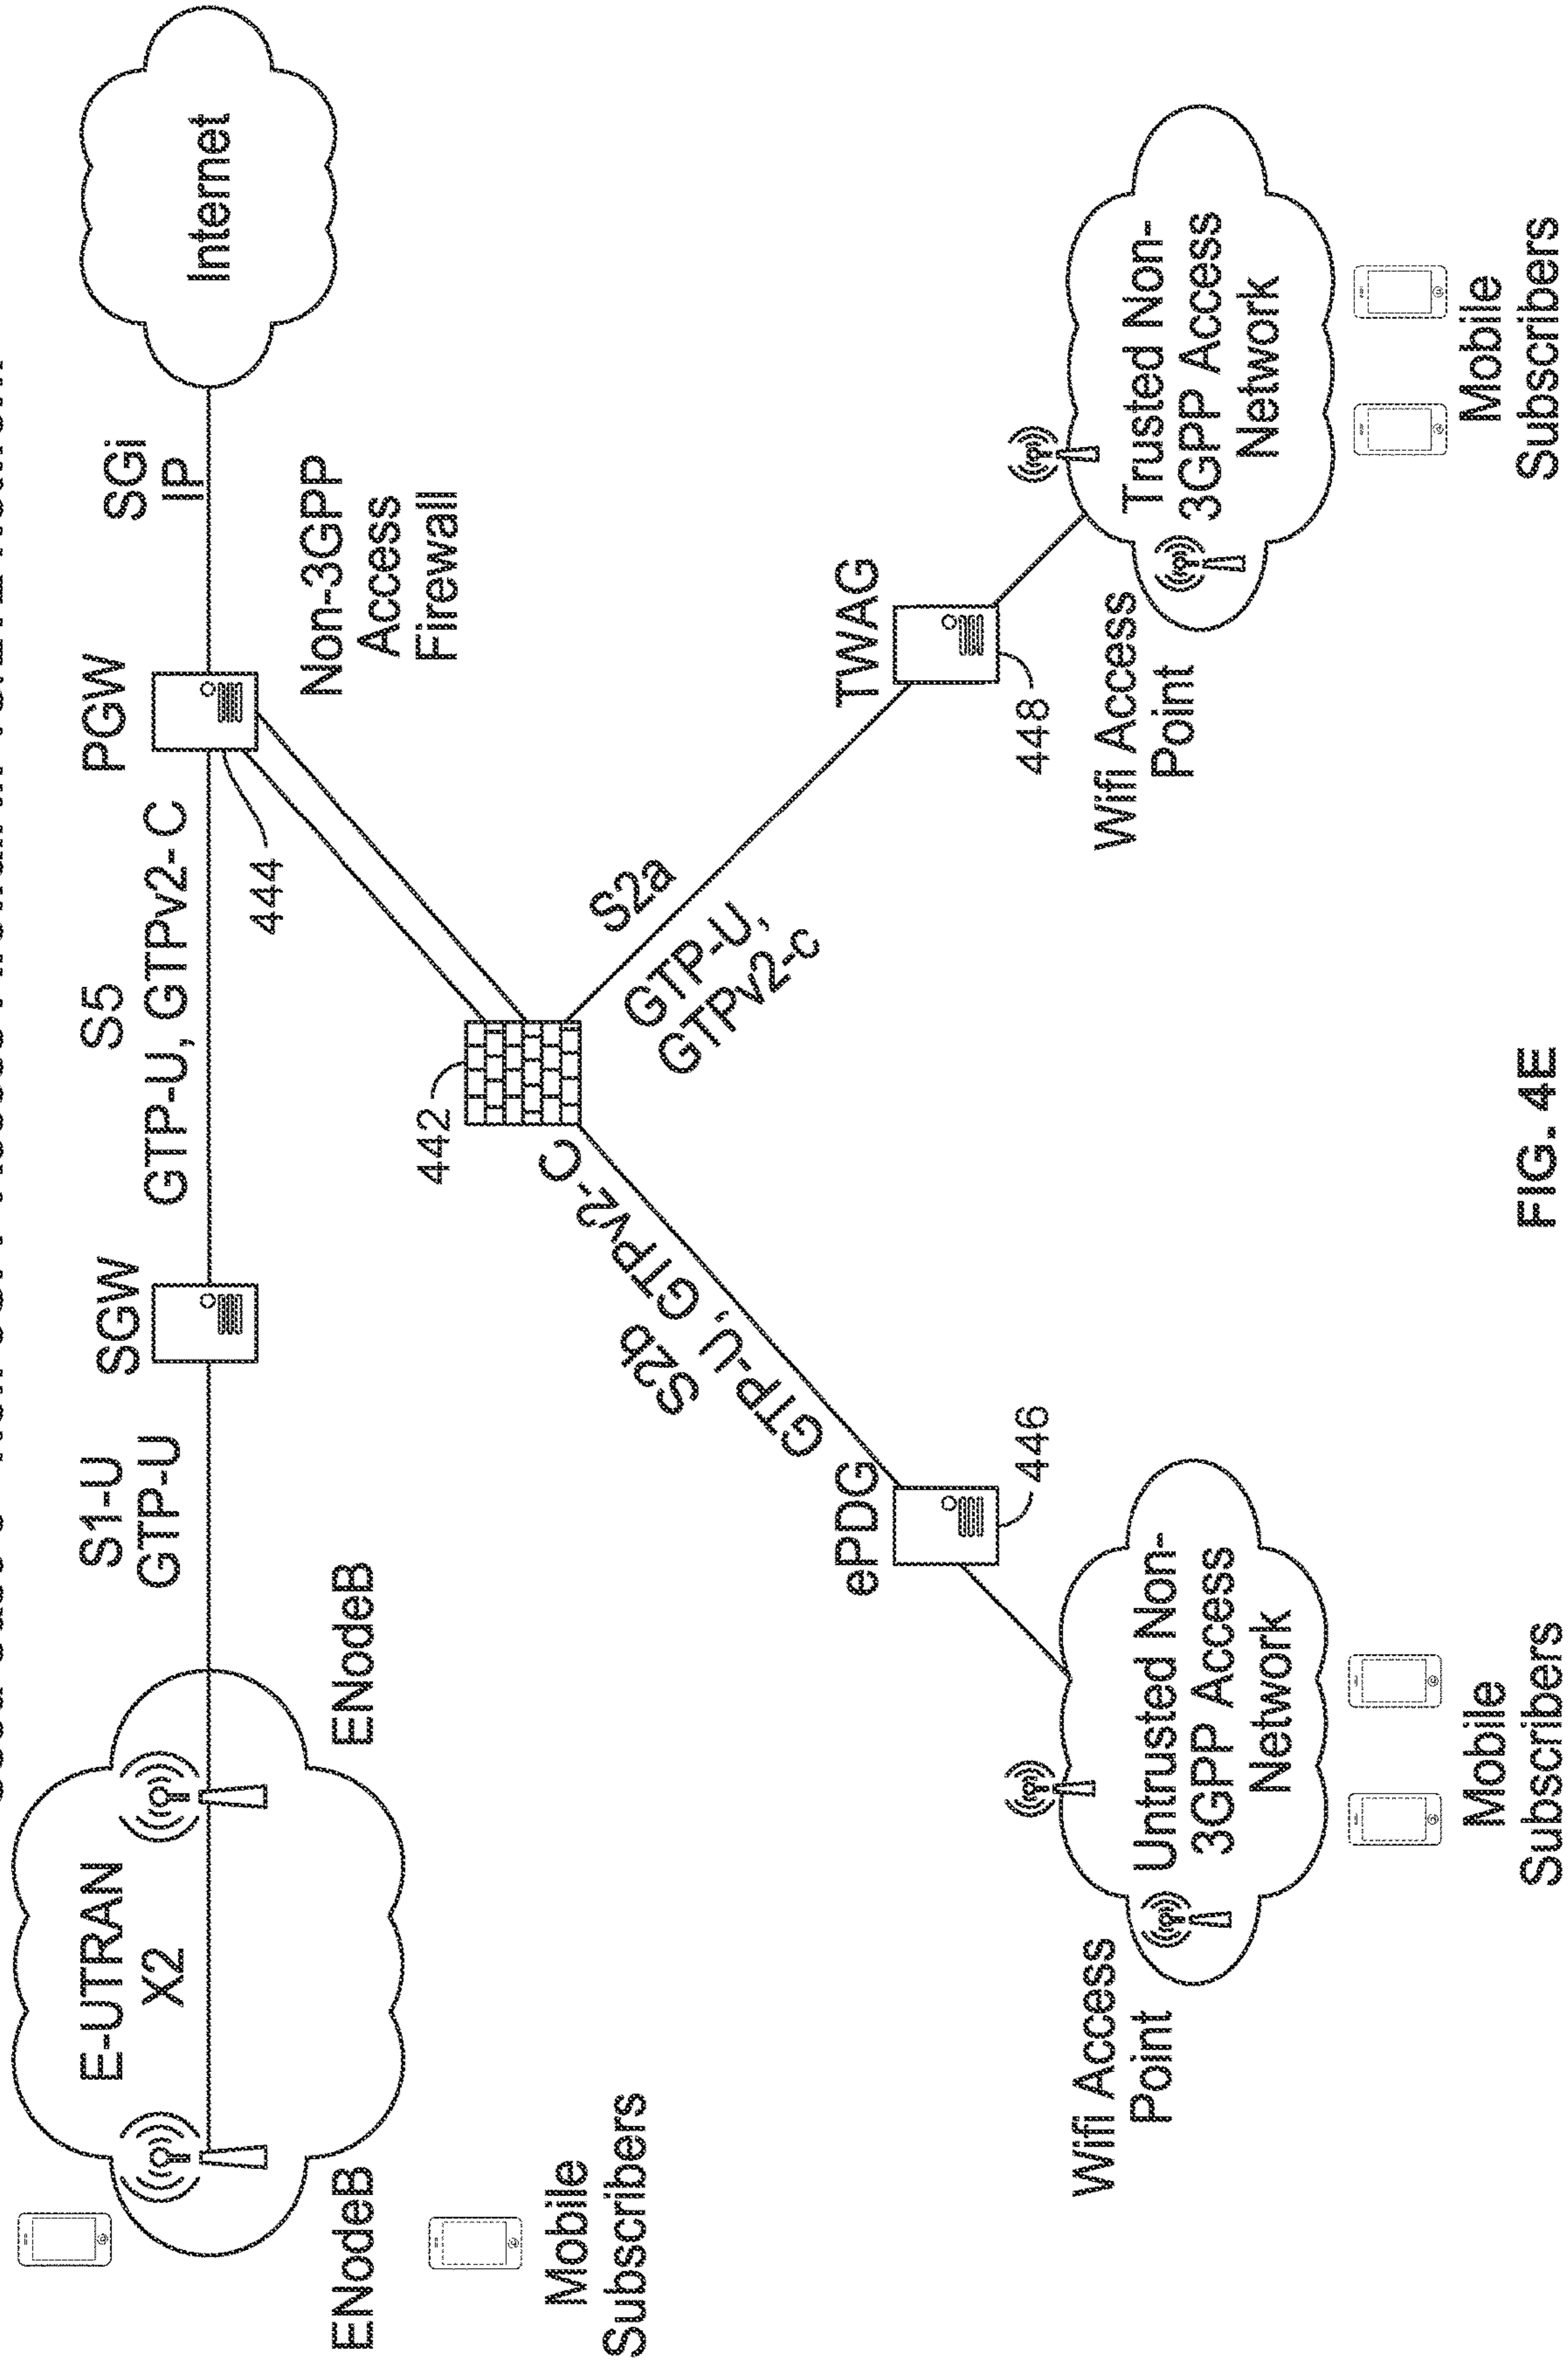 E-UTRAN
X2
ENodeB
ENodeB
Mobile
Subscribers
S1-U
GTP-U
SGW
S5
GTP-U, GTPv2- C
PGW
444
SGi
IP
Internet
Non-3GPP
Access
Firewall
442
S2b
GTP-U, GTPv2- C
S2a
GTP-U,
GTPv2-c
ePDG
446
TWAG
448
Wifi Access
Point
Untrusted Non-
3GPP Access
Network
Mobile
Subscribers
Wifi Access
Point
Trusted Non-
3GPP Access
Network
Mobile
Subscribers
FIG. 4E